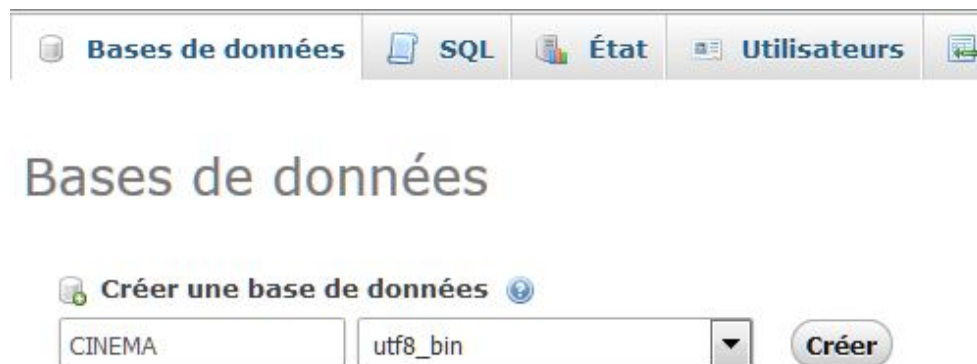 Bases de données SQL État Utilisateurs
Bases de données
Créer une base de données
CINEMA utf8_bin Créer